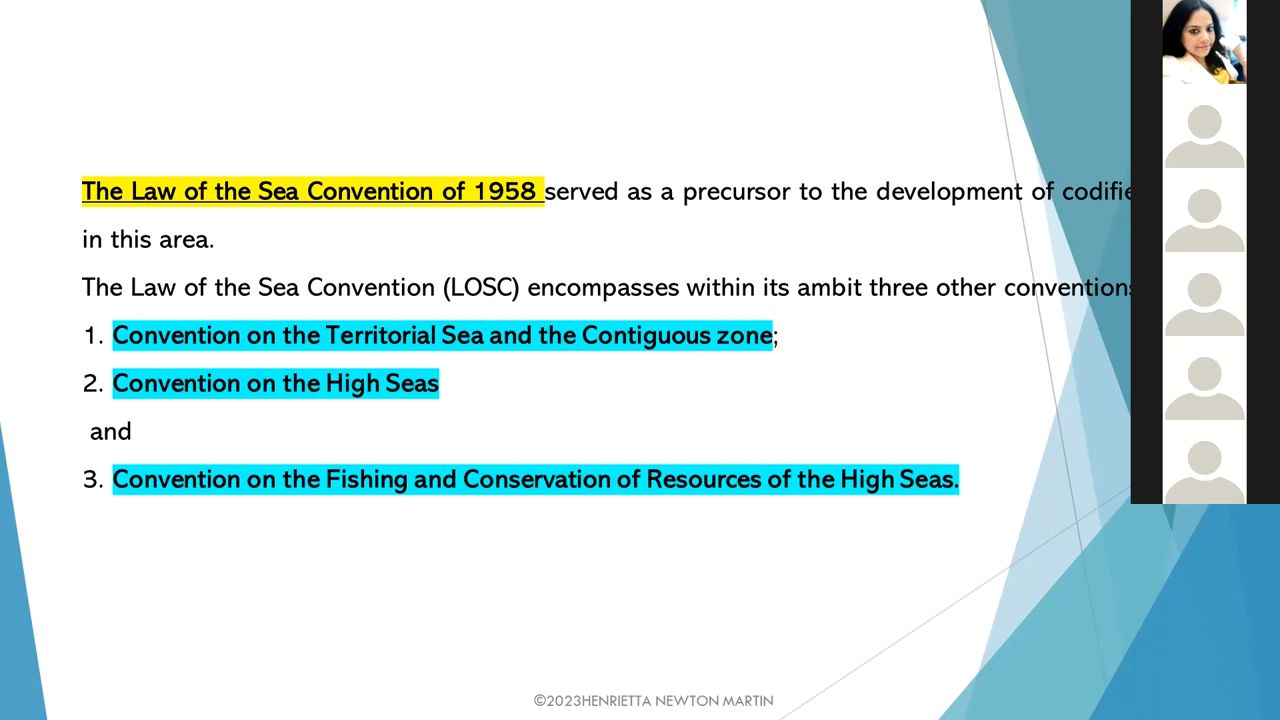 The Law of the Sea Convention of 1958 served as a precursor to the development of
in this area.
The Law of the Sea Convention (LOSC) encompasses within its ambit three other conventions
1. Convention on the Territorial Sea and the Contiguous zone;
2. Convention on the High Seas
and
3. Convention on the Fishing and Conservation of Resources of the High Seas.
©2023HENRIETTA NEWTON MARTIN